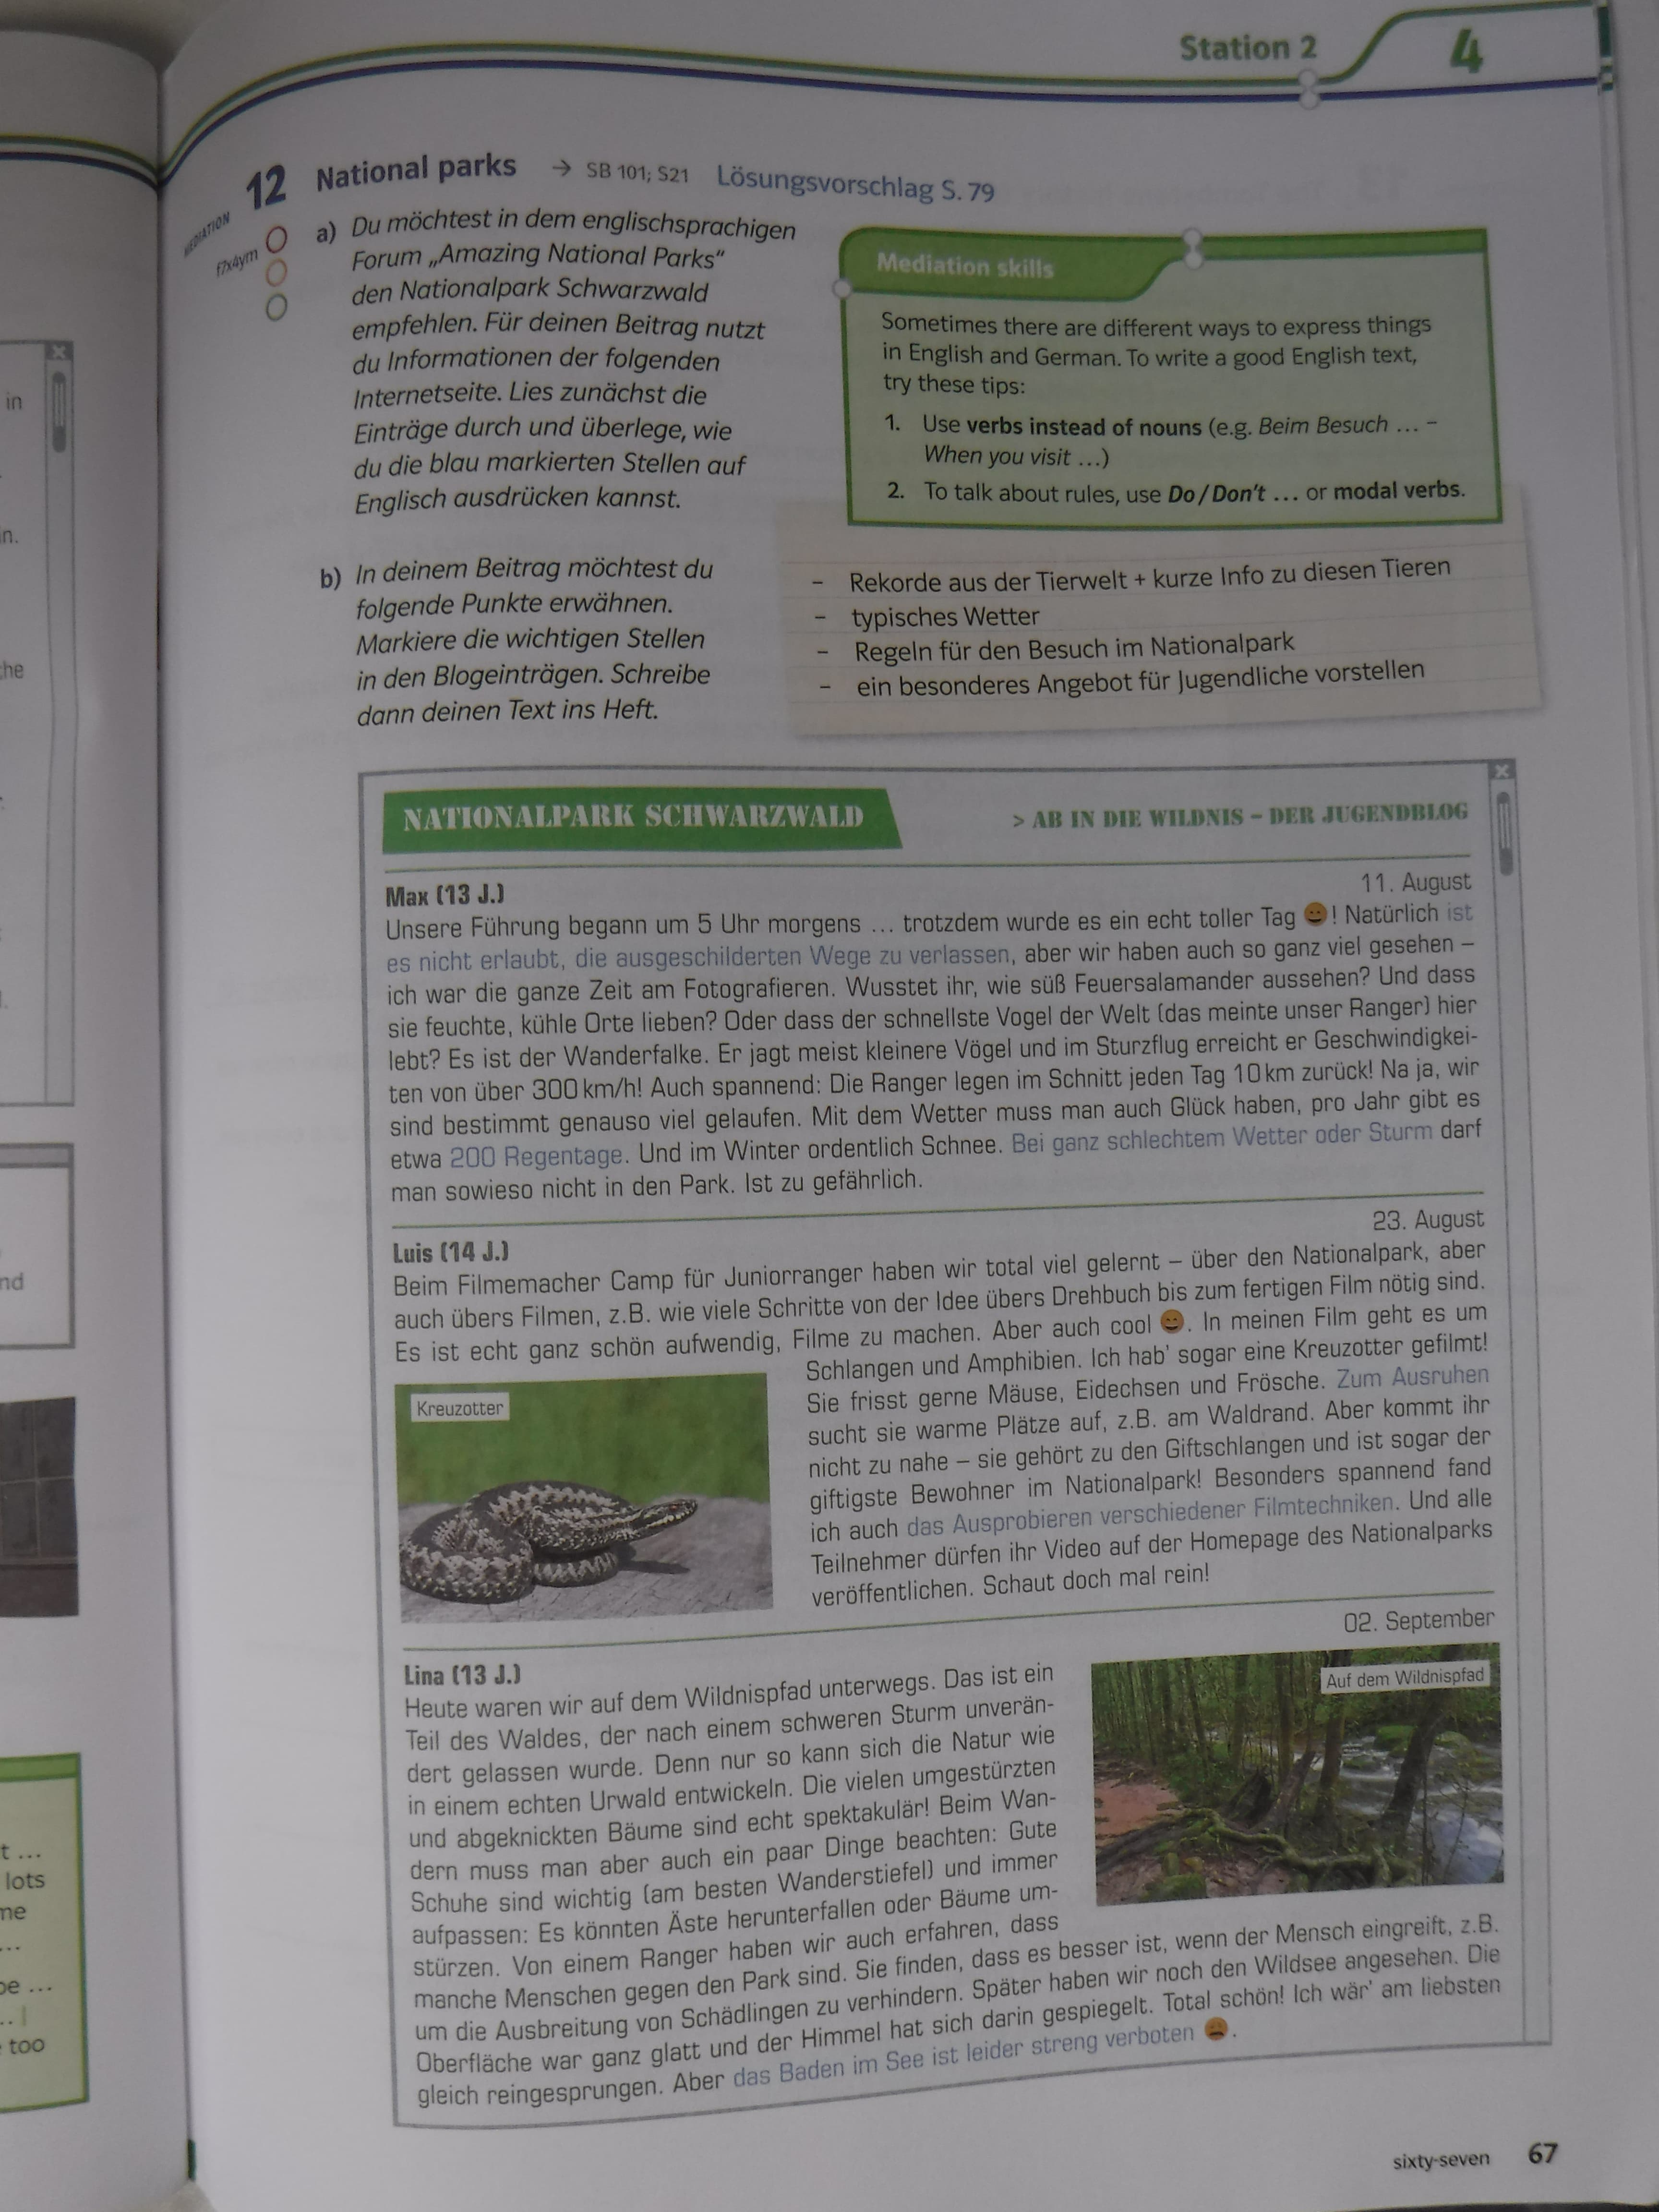 Station 2 4
12 National parks → SB 101; S21 Lösungsvorschlag S. 79
MEDIATION
f7x4ym
a) Du möchtest in dem englischsprachigen
Forum „Amazing National Parks“
den Nationalpark Schwarzwald
empfehlen. Für deinen Beitrag nutzt
du Informationen der folgenden
Internetseite. Lies zunächst die
Einträge durch und überlege, wie
du die blau markierten Stellen auf
Englisch ausdrücken kannst.
Mediation skills
Sometimes there are different ways to express things
in English and German. To write a good English text,
try these tips:
1. Use verbs instead of nouns (e.g. Beim Besuch … –
When you visit …)
2. To talk about rules, use Do / Don't … or modal verbs.
b) In deinem Beitrag möchtest du
folgende Punkte erwähnen.
Markiere die wichtigen Stellen
in den Blogeinträgen. Schreibe
dann deinen Text ins Heft.
– Rekorde aus der Tierwelt + kurze Info zu diesen Tieren
– typisches Wetter
– Regeln für den Besuch im Nationalpark
– ein besonderes Angebot für Jugendliche vorstellen
NATIONALPARK SCHWARZWALD > AB IN DIE WILDNIS – DER JUGENDBLOG
Max (13 J.) 11. August
Unsere Führung begann um 5 Uhr morgens … trotzdem wurde es ein echt toller Tag 😄! Natürlich ist
es nicht erlaubt, die ausgeschilderten Wege zu verlassen, aber wir haben auch so ganz viel gesehen –
ich war die ganze Zeit am Fotografieren. Wusstet ihr, wie süß Feuersalamander aussehen? Und dass
sie feuchte, kühle Orte lieben? Oder dass der schnellste Vogel der Welt (das meinte unser Ranger) hier
lebt? Es ist der Wanderfalke. Er jagt meist kleinere Vögel und im Sturzflug erreicht er Geschwindigkei-
ten von über 300 km/h! Auch spannend: Die Ranger legen im Schnitt jeden Tag 10 km zurück! Na ja, wir
sind bestimmt genauso viel gelaufen. Mit dem Wetter muss man auch Glück haben, pro Jahr gibt es
etwa 200 Regentage. Und im Winter ordentlich Schnee. Bei ganz schlechtem Wetter oder Sturm darf
man sowieso nicht in den Park. Ist zu gefährlich.
Luis (14 J.) 23. August
Beim Filmemacher Camp für Juniorranger haben wir total viel gelernt – über den Nationalpark, aber
auch übers Filmen, z.B. wie viele Schritte von der Idee übers Drehbuch bis zum fertigen Film nötig sind.
Es ist echt ganz schön aufwendig, Filme zu machen. Aber auch cool 😄. In meinen Film geht es um
Schlangen und Amphibien. Ich hab' sogar eine Kreuzotter gefilmt!
Sie frisst gerne Mäuse, Eidechsen und Frösche. Zum Ausruhen
sucht sie warme Plätze auf, z.B. am Waldrand. Aber kommt ihr
nicht zu nahe – sie gehört zu den Giftschlangen und ist sogar der
giftigste Bewohner im Nationalpark! Besonders spannend fand
ich auch das Ausprobieren verschiedener Filmtechniken. Und alle
Teilnehmer dürfen ihr Video auf der Homepage des Nationalparks
veröffentlichen. Schaut doch mal rein!
Kreuzotter
Lina (13 J.) 02. September
Heute waren wir auf dem Wildnispfad unterwegs. Das ist ein
Teil des Waldes, der nach einem schweren Sturm unverän-
dert gelassen wurde. Denn nur so kann sich die Natur wie
in einem echten Urwald entwickeln. Die vielen umgestürzten
und abgeknickten Bäume sind echt spektakulär! Beim Wan-
dern muss man aber auch ein paar Dinge beachten: Gute
Schuhe sind wichtig (am besten Wanderstiefel) und immer
aufpassen: Es könnten Äste herunterfallen oder Bäume um-
stürzen. Von einem Ranger haben wir auch erfahren, dass
manche Menschen gegen den Park sind. Sie finden, dass es besser ist, wenn der Mensch eingreift, z.B.
um die Ausbreitung von Schädlingen zu verhindern. Später haben wir noch den Wildsee angesehen. Die
Oberfläche war ganz glatt und der Himmel hat sich darin gespiegelt. Total schön! Ich wär' am liebsten
gleich reingesprungen. Aber das Baden im See ist leider streng verboten 😩.
Auf dem Wildnispfad
sixty-seven 67
in
n.
nd
t …
lots
…
too